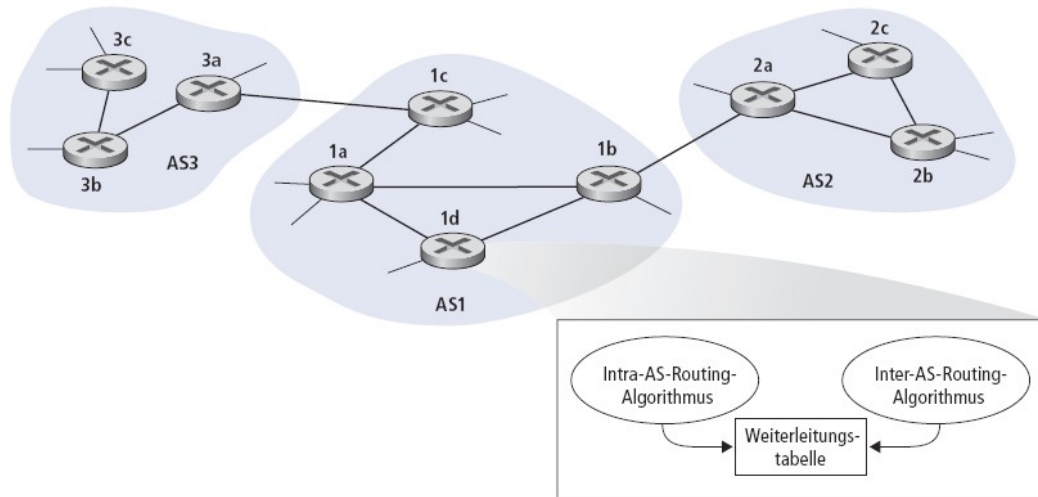 3c
3a
3b
AS3
1c
1a
1b
1d
AS1
2c
2a
2b
AS2
Intra-AS-Routing-
Algorithmus
Inter-AS-Routing-
Algorithmus
Weiterleitungs-
tabelle